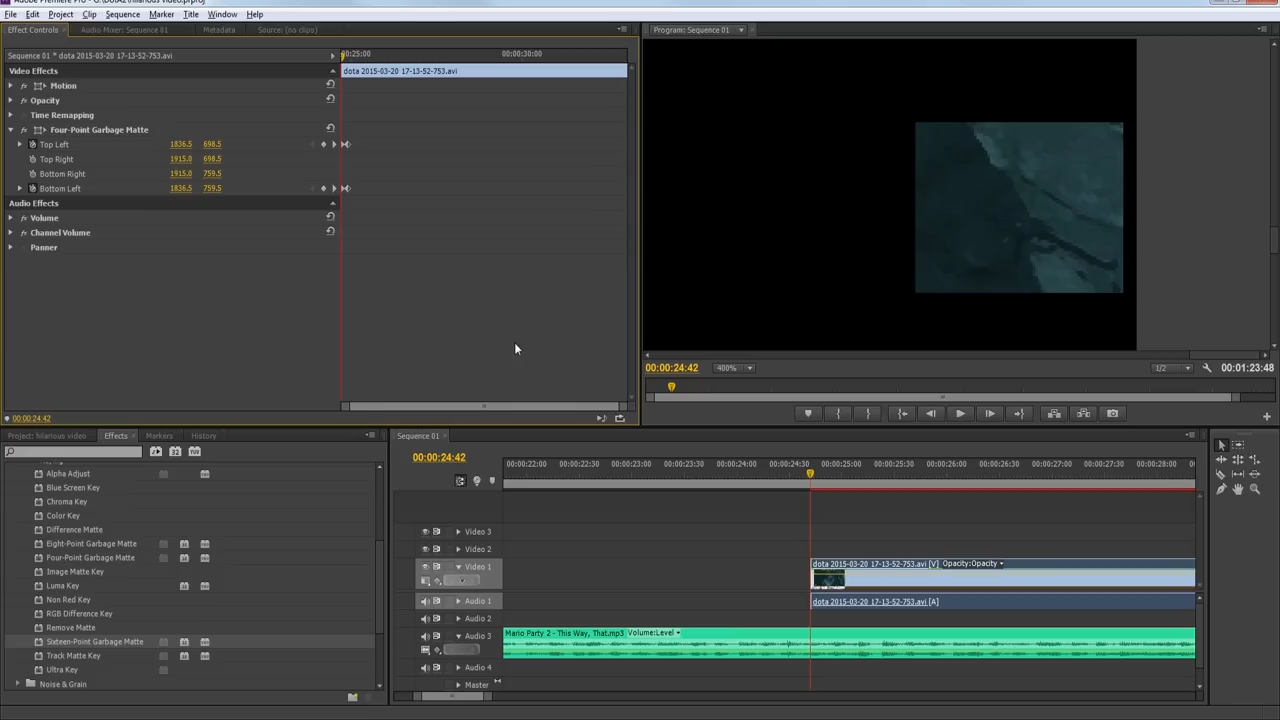 Adobe Premiere Pro - G:\DotA2\hilarious video.prproj
File Edit Project Clip Sequence Marker Title Window Help
Effect Controls Audio Mixer: Sequence 01 Metadata Source: (no clips)
Program: Sequence 01
Sequence 01 * dota 2015-03-20 17-13-52-753.avi
00:25:00 00:00:30:00
Video Effects
dota 2015-03-20 17-13-52-753.avi
Motion
Opacity
Time Remapping
Four-Point Garbage Matte
Top Left 1836.5 698.5
Top Right 1915.0 698.5
Bottom Right 1915.0 759.5
Bottom Left 1836.5 759.5
Audio Effects
Volume
Channel Volume
Panner
00:00:24:42
00:00:24:42 400% 1/2 00:01:23:48
Project: hilarious video Effects Markers History
Alpha Adjust
Blue Screen Key
Chroma Key
Color Key
Difference Matte
Eight-Point Garbage Matte
Four-Point Garbage Matte
Image Matte Key
Luma Key
Non Red Key
RGB Difference Key
Remove Matte
Sixteen-Point Garbage Matte
Track Matte Key
Ultra Key
Noise & Grain
Sequence 01
00:00:24:42
00:00:22:00 00:00:22:30 00:00:23:00 00:00:23:30 00:00:24:00 00:00:24:30 00:00:25:00 00:00:25:30 00:00:26:00 00:00:26:30 00:00:27:00 00:00:27:30 00:00:28:00
Video 3
Video 2
Video 1
dota 2015-03-20 17-13-52-753.avi [V] Opacity:Opacity
Audio 1
dota 2015-03-20 17-13-52-753.avi [A]
Audio 2
Audio 3
Mario Party 2 - This Way, That.mp3 Volume:Level
Audio 4
Master